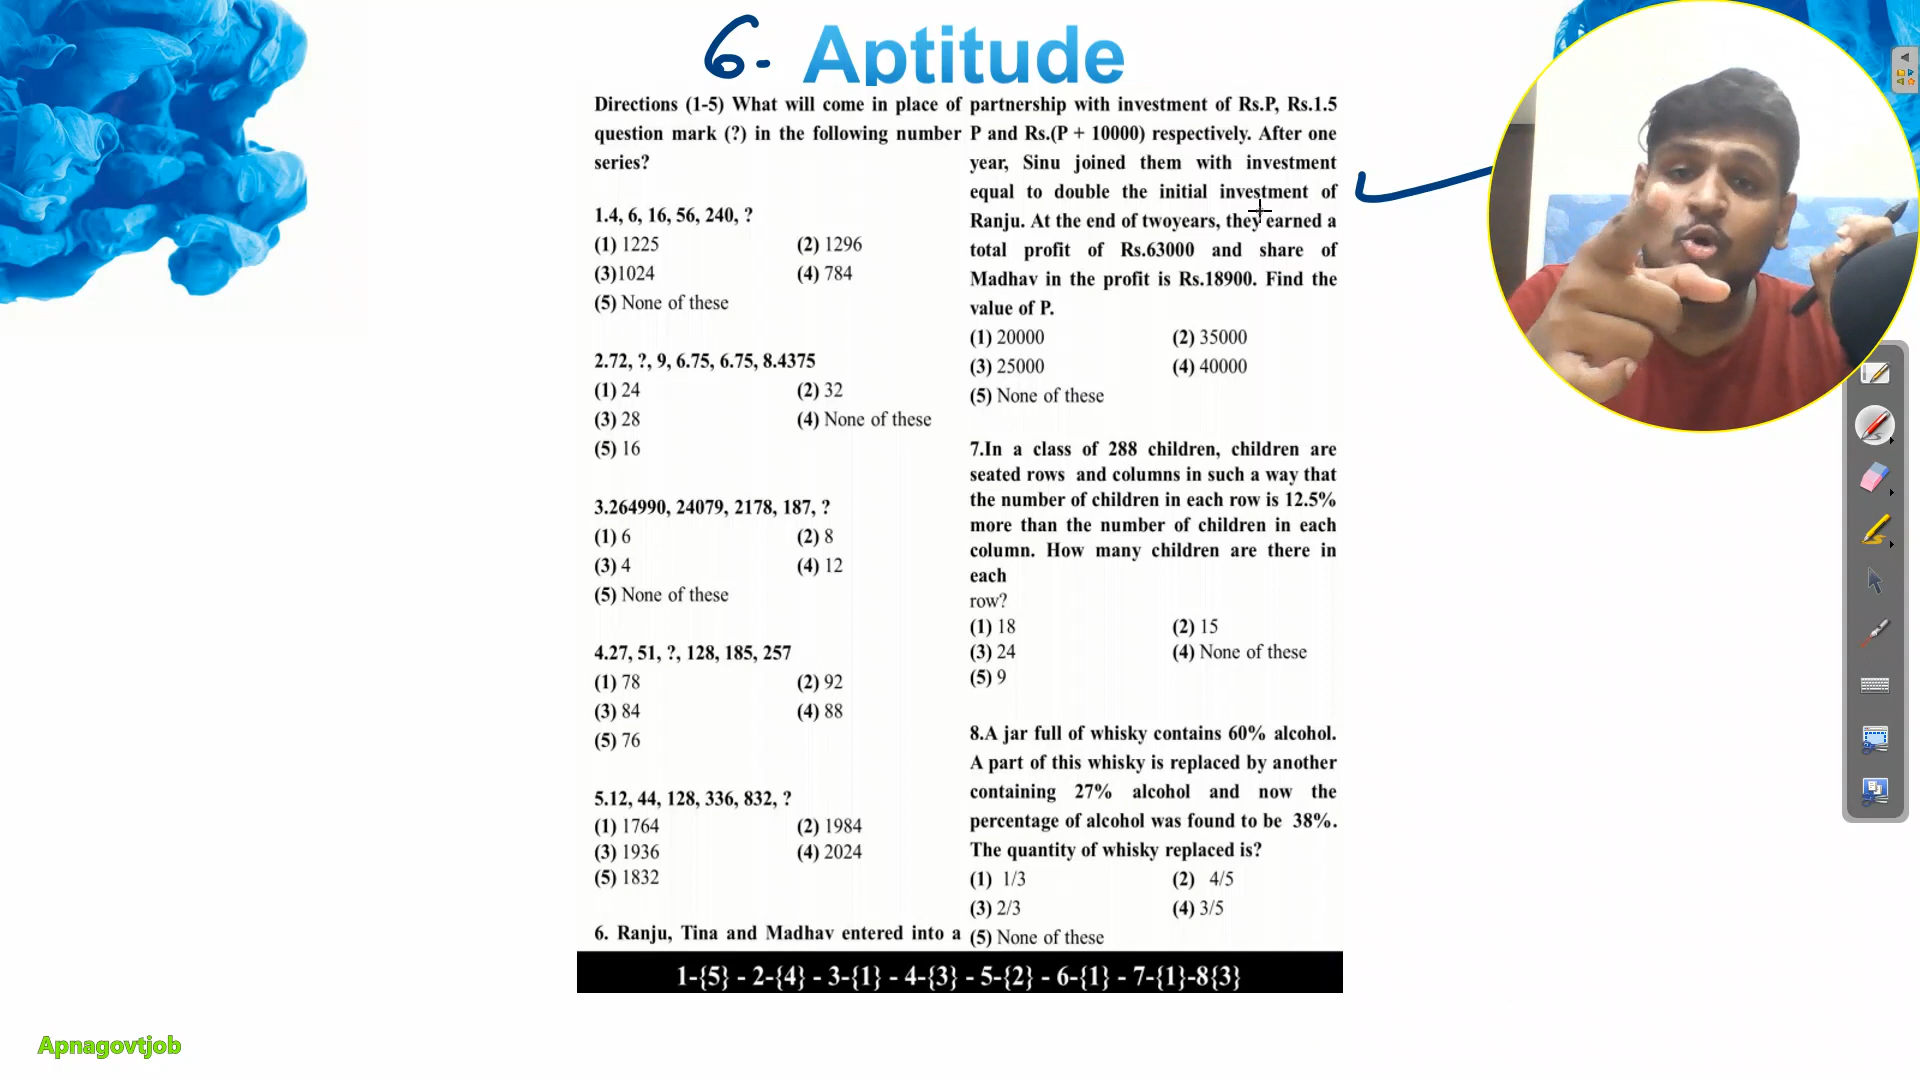 6- Aptitude
Directions (1-5) What will come in place of
question mark (?) in the following number
series?
1.4, 6, 16, 56, 240, ?
(1) 1225 (2) 1296
(3)1024 (4) 784
(5) None of these
2.72, ?, 9, 6.75, 6.75, 8.4375
(1) 24 (2) 32
(3) 28 (4) None of these
(5) 16
3.264990, 24079, 2178, 187, ?
(1) 6 (2) 8
(3) 4 (4) 12
(5) None of these
4.27, 51, ?, 128, 185, 257
(1) 78 (2) 92
(3) 84 (4) 88
(5) 76
5.12, 44, 128, 336, 832, ?
(1) 1764 (2) 1984
(3) 1936 (4) 2024
(5) 1832
6. Ranju, Tina and Madhav entered into a
partnership with investment of Rs.P, Rs.1.5
P and Rs.(P + 10000) respectively. After one
year, Sinu joined them with investment
equal to double the initial investment of
Ranju. At the end of twoyears, they earned a
total profit of Rs.63000 and share of
Madhav in the profit is Rs.18900. Find the
value of P.
(1) 20000 (2) 35000
(3) 25000 (4) 40000
(5) None of these
7.In a class of 288 children, children are
seated rows and columns in such a way that
the number of children in each row is 12.5%
more than the number of children in each
column. How many children are there in
each
row?
(1) 18 (2) 15
(3) 24 (4) None of these
(5) 9
8.A jar full of whisky contains 60% alcohol.
A part of this whisky is replaced by another
containing 27% alcohol and now the
percentage of alcohol was found to be 38%.
The quantity of whisky replaced is?
(1) 1/3 (2) 4/5
(3) 2/3 (4) 3/5
(5) None of these
1-{5} - 2-{4} - 3-{1} - 4-{3} - 5-{2} - 6-{1} - 7-{1}-8{3}
Apnagovtjob